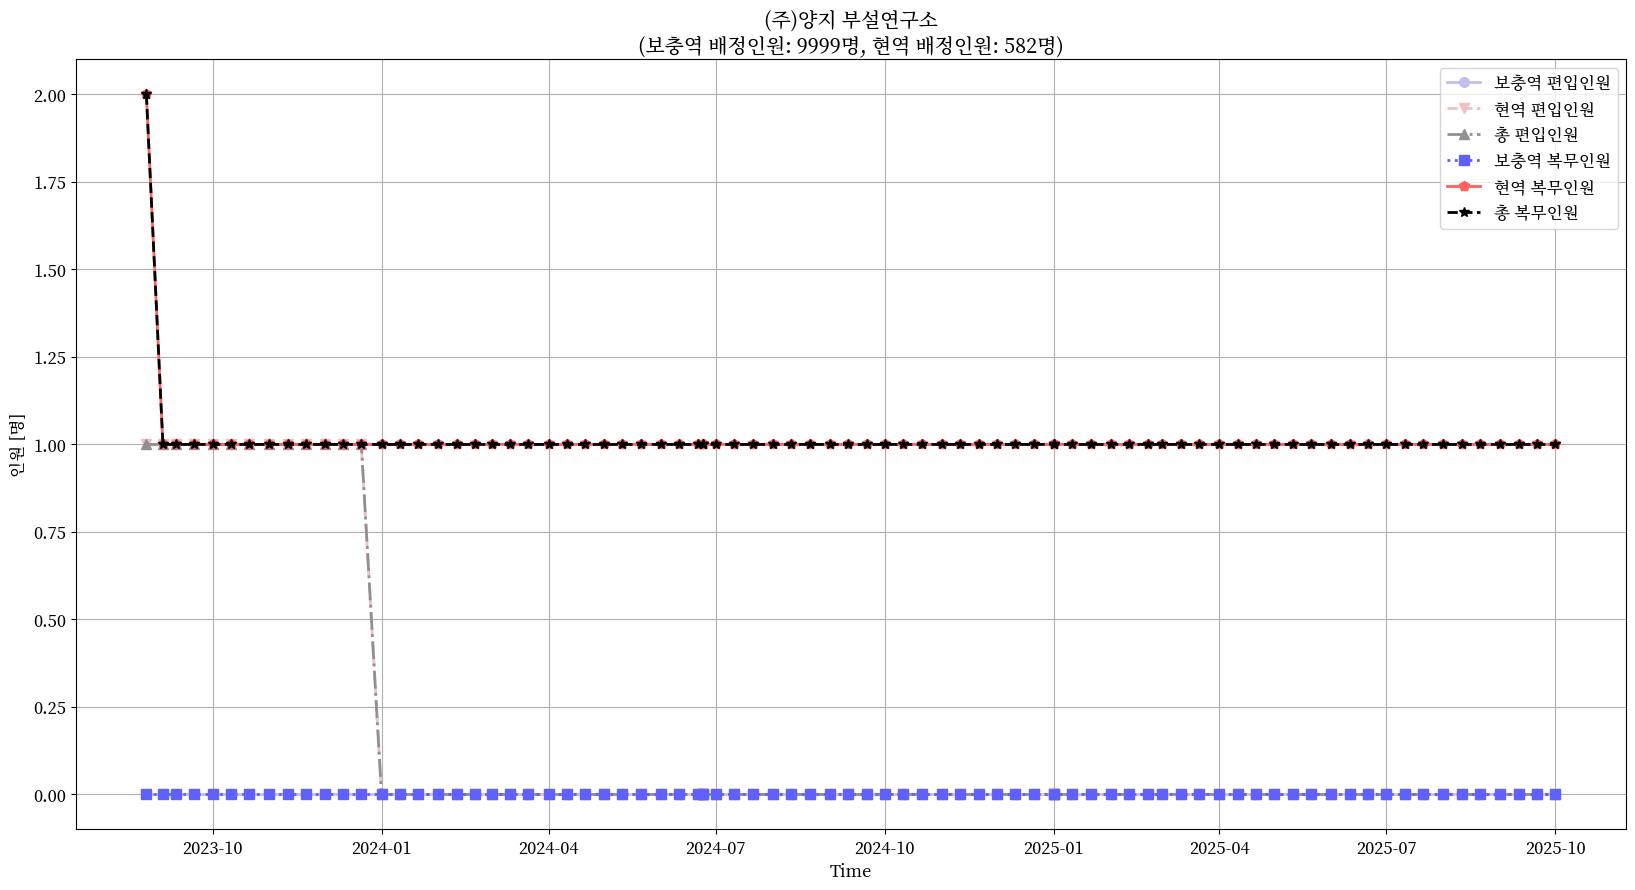 (주)양지 부설연구소
(보충역 배정인원: 9999명, 현역 배정인원: 582명)
보충역 편입인원
현역 편입인원
총 편입인원
보충역 복무인원
현역 복무인원
총 복무인원
인원 [명]
2.00
1.75
1.50
1.25
1.00
0.75
0.50
0.25
0.00
2023-10 2024-01 2024-04 2024-07 2024-10 2025-01 2025-04 2025-07 2025-10
Time